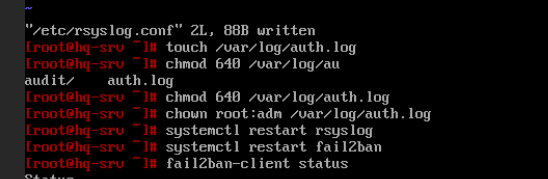 ~
"/etc/rsyslog.conf" 2L, 88B written
[root@hq-srv ~]# touch /var/log/auth.log
[root@hq-srv ~]# chmod 640 /var/log/au
audit/    auth.log
[root@hq-srv ~]# chmod 640 /var/log/auth.log
[root@hq-srv ~]# chown root:adm /var/log/auth.log
[root@hq-srv ~]# systemctl restart rsyslog
[root@hq-srv ~]# systemctl restart fail2ban
[root@hq-srv ~]# fail2ban-client status
Status